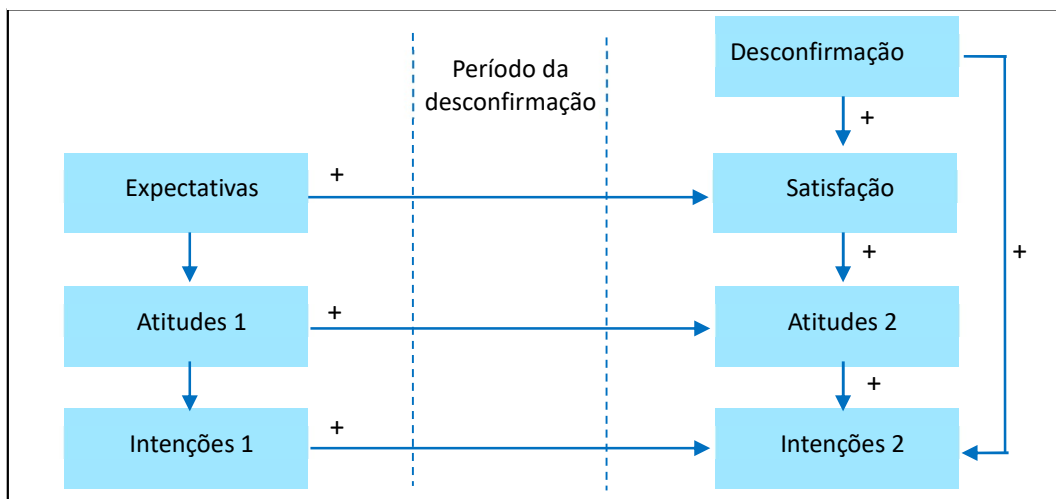 Desconfirmação
Período da
desconfirmação
+
Expectativas
+
Satisfação
+
+
Atitudes 1
+
Atitudes 2
+
Intenções 1
+
Intenções 2